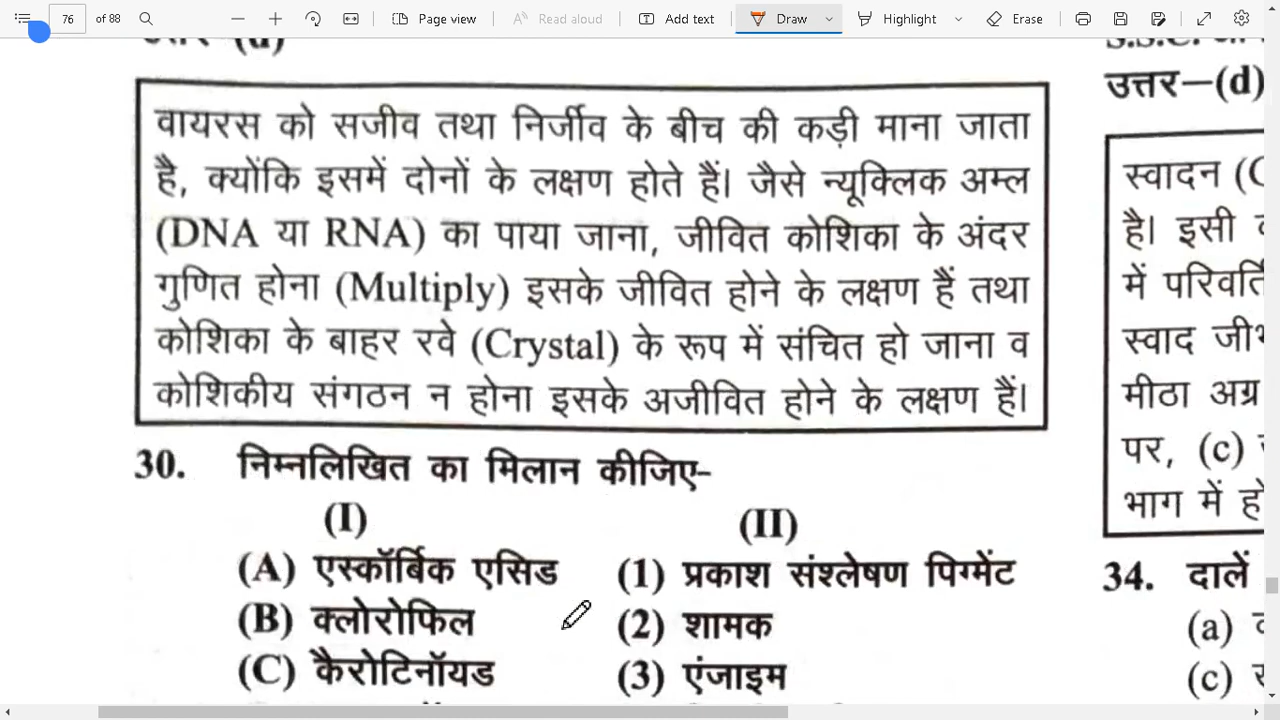 76 of 88
Page view
Read aloud
Add text
Draw
Highlight
Erase
वायरस को सजीव तथा निर्जीव के बीच की कड़ी माना जाता
है, क्योंकि इसमें दोनों के लक्षण होते हैं। जैसे न्यूक्लिक अम्ल
(DNA या RNA) का पाया जाना, जीवित कोशिका के अंदर
गुणित होना (Multiply) इसके जीवित होने के लक्षण हैं तथा
कोशिका के बाहर रवे (Crystal) के रूप में संचित हो जाना व
कोशिकीय संगठन न होना इसके अजीवित होने के लक्षण हैं।
30. निम्नलिखित का मिलान कीजिए-
(I) (II)
(A) एस्कॉर्बिक एसिड (1) प्रकाश संश्लेषण पिग्मेंट
(B) क्लोरोफिल (2) शामक
(C) कैरोटिनॉयड (3) एंजाइम
उत्तर—(d)
स्वादन
है। इसी
में
स्वाद
मीठा अग्र
पर, (c)
भाग में
34. दालें
(a)
(c)